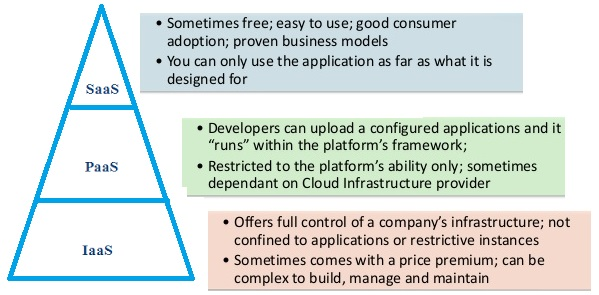 • Sometimes free; easy to use; good consumer
adoption; proven business models
• You can only use the application as far as what it is
designed for
SaaS
• Developers can upload a configured applications and it
“runs” within the platform’s framework;
• Restricted to the platform’s ability only; sometimes
dependant on Cloud Infrastructure provider
PaaS
• Offers full control of a company’s infrastructure; not
confined to applications or restrictive instances
• Sometimes comes with a price premium; can be
complex to build, manage and maintain
IaaS